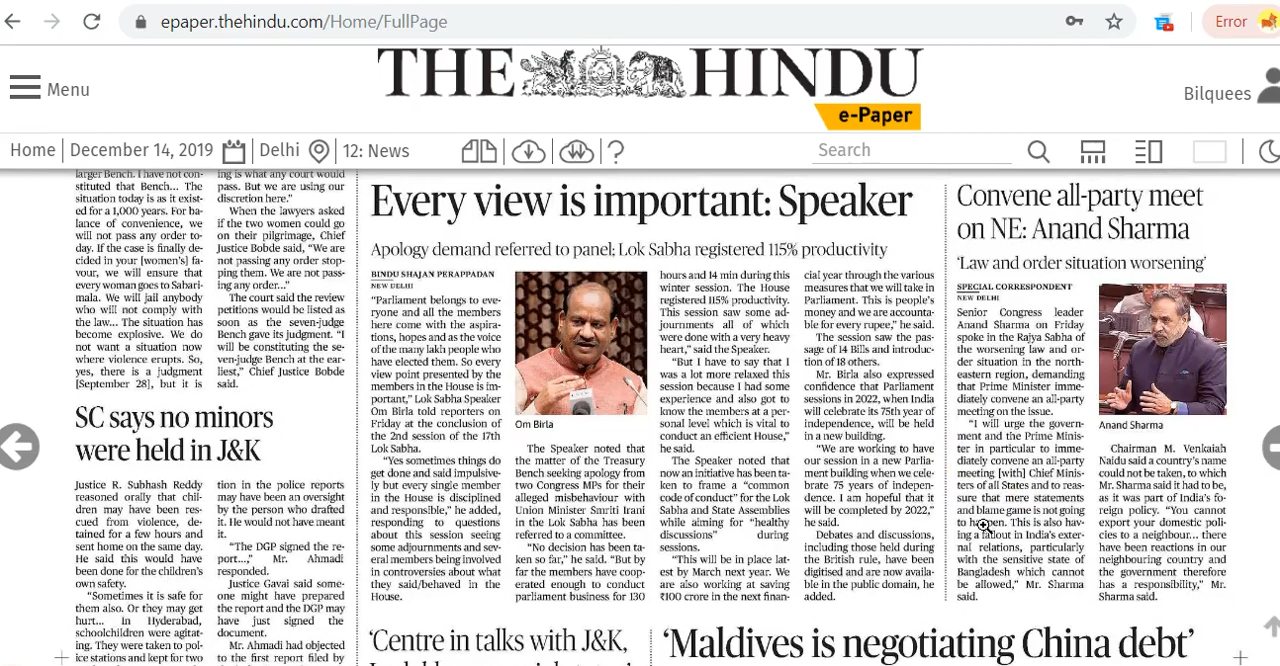 epaper.thehindu.com/Home/FullPage
Error
Menu
THE HINDU
e-Paper
Bilquees
Home
December 14, 2019
Delhi
12: News
?
Search
larger Bench. I have not con-
stituted that Bench... The
situation today is as it exist-
ed for a 1,000 years. For ba-
lance of convenience, we
will not pass any order to-
day. If the case is finally de-
cided in your [women's] fa-
vour, we will ensure that
every woman goes to Sabari-
mala. We will jail anybody
who will not comply with
the law... The situation has
become explosive. We do
not want a situation now
where violence erupts. So,
yes, there is a judgment
[September 28], but it is
ing is what any court would
pass. But we are using our
discretion here."
When the lawyers asked
if the two women could go
on their pilgrimage, Chief
Justice Bobde said, "We are
not passing any order stop-
ping them. We are not pass-
ing any order..."
The court said the review
petitions would be listed as
soon as the seven-judge
Bench gave its judgment. "I
will be constituting the se-
ven-judge Bench at the ear-
liest," Chief Justice Bobde
said.
SC says no minors
were held in J&K
Justice R. Subhash Reddy
reasoned orally that chil-
dren may have been res-
cued from violence, de-
tained for a few hours and
sent home on the same day.
He said this would have
been done for the children's
own safety.
"Sometimes it is safe for
them also. Or they may get
hurt... in Hyderabad,
schoolchildren were agitat-
ing. They were taken to pol-
ice stations and kept for two
tion in the police reports
may have been an oversight
by the person who drafted
it. He would not have meant
it.
"The DGP signed the re-
port...," Mr. Ahmadi
responded.
Justice Gavai said some-
one might have prepared
the report and the DGP may
have just signed the
document.
Mr. Ahmadi had objected
to the first report filed by
Every view is important: Speaker
Apology demand referred to panel; Lok Sabha registered 115% productivity
BINDU SHAJAN PERAPPADAN
NEW DELHI
"Parliament belongs to eve-
ryone and all the members
here come with the aspira-
tions, hopes and as the voice
of the many lakh people who
have elected them. So every
view point presented by the
members in the House is im-
portant," Lok Sabha Speaker
Om Birla told reporters on
Friday at the conclusion of
the 2nd session of the 17th
Lok Sabha.
"Yes sometimes things do
get done and said impulsive-
ly but every single member
in the House is disciplined
and responsible," he added,
responding to questions
about this session seeing
some adjournments and sev-
eral members being involved
in controversies about what
they said/behaved in the
House.
Om Birla
The Speaker noted that
the matter of the Treasury
Bench seeking apology from
two Congress MPs for their
alleged misbehaviour with
Union Minister Smriti Irani
in the Lok Sabha has been
referred to a committee.
"No decision has been ta-
ken so far," he said. "But by
far the members have coop-
erated enough to conduct
parliament business for 130
hours and 14 min during this
winter session. The House
registered 115% productivity.
This session saw some ad-
journments all of which
were done with a very heavy
heart," said the Speaker.
"But I have to say that I
was a lot more relaxed this
session because I had some
experience and also got to
know the members at a per-
sonal level which is vital to
conduct an efficient House,"
he said.
The Speaker noted that
now an initiative has been ta-
ken to frame a "common
code of conduct" for the Lok
Sabha and State Assemblies
while aiming for "healthy
discussions" during
sessions.
"This will be in place lat-
est by March next year. We
are also working at saving
₹100 crore in the next finan-
cial year through the various
measures that we will take in
Parliament. This is people's
money and we are accounta-
ble for every rupee," he said.
The session saw the pas-
sage of 14 Bills and introduc-
tion of 18 others.
Mr. Birla also expressed
confidence that Parliament
sessions in 2022, when India
will celebrate its 75th year of
independence, will be held
in a new building.
"We are working to have
our session in a new Parlia-
ment building when we cele-
brate 75 years of indepen-
dence. I am hopeful that it
will be completed by 2022,"
he said.
Debates and discussions,
including those held during
the British rule, have been
digitised and are now availa-
ble in the public domain, he
added.
Convene all-party meet
on NE: Anand Sharma
'Law and order situation worsening'
SPECIAL CORRESPONDENT
NEW DELHI
Senior Congress leader
Anand Sharma on Friday
spoke in the Rajya Sabha of
the worsening law and or-
der situation in the north-
eastern region, demanding
that Prime Minister imme-
diately convene an all-party
meeting on the issue.
"I will urge the govern-
ment and the Prime Minis-
ter in particular to imme-
diately convene an all-party
meeting [with] Chief Minis-
ters of all States and to reas-
sure that mere statements
and blame game is not going
to happen. This is also hav-
ing a fallout in India's exter-
nal relations, particularly
with the sensitive state of
Bangladesh which cannot
be allowed," Mr. Sharma
said.
Anand Sharma
Chairman M. Venkaiah
Naidu said a country's name
could not be taken, to which
Mr. Sharma said it had to be,
as it was part of India's fo-
reign policy. "You cannot
export your domestic poli-
cies to a neighbour... there
have been reactions in our
neighbouring country and
the government therefore
has a responsibility," Mr.
Sharma said.
'Centre in talks with J&K,
'Maldives is negotiating China debt'